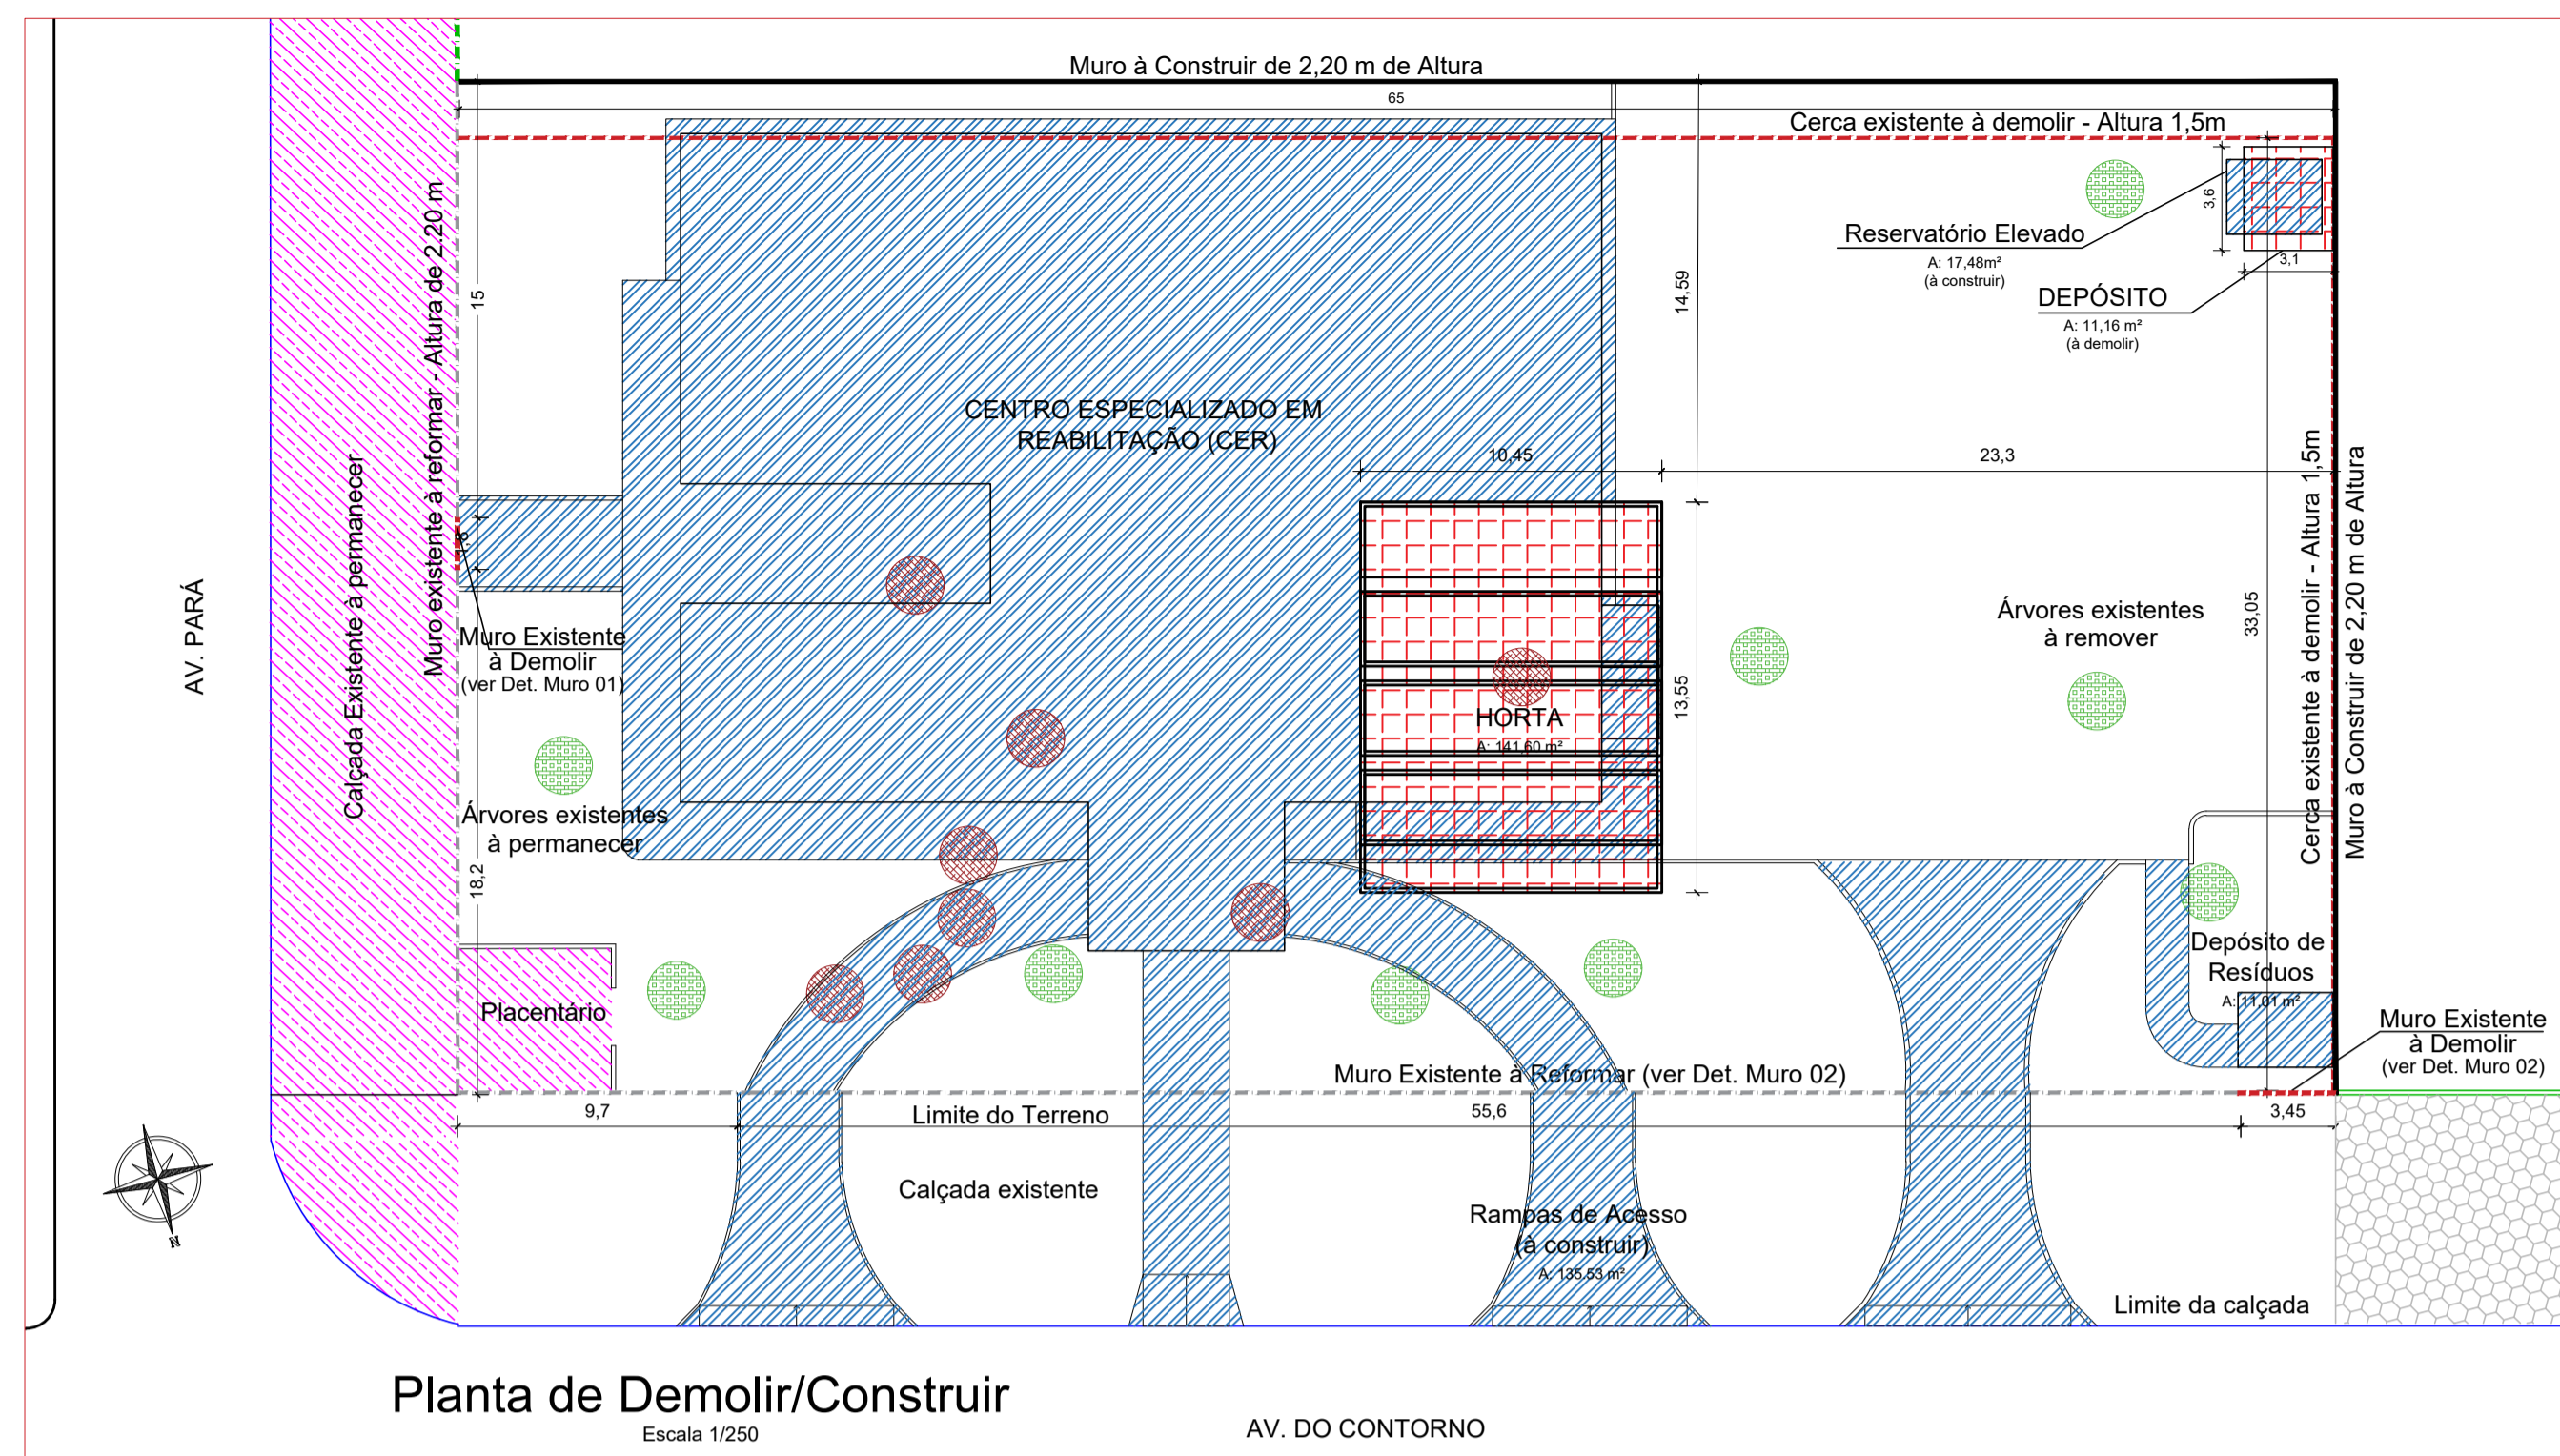 Muro à Construir de 2,20 m de Altura
65
Cerca existente à demolir - Altura 1,5m
Reservatório Elevado
A: 17,48m²
(à construir)
3,6
3,1
DEPÓSITO
A: 11,16 m²
(à demolir)
15
14,59
CENTRO ESPECIALIZADO EM
REABILITAÇÃO (CER)
10,45
23,3
Muro existente à reformar - Altura de 2.20 m
Calçada Existente à permanecer
AV. PARÁ
1,8
Muro Existente
à Demolir
(ver Det. Muro 01)
Árvores existentes
à permanecer
18,2
HORTA
A: 141,60 m²
13,55
Árvores existentes
à remover
33,05
Cerca existente à demolir - Altura 1,5m
Muro à Construir de 2,20 m de Altura
Depósito de
Resíduos
A: 11,01 m²
Placentário
Muro Existente
à Demolir
(ver Det. Muro 02)
Muro Existente à Reformar (ver Det. Muro 02)
9,7
Limite do Terreno
55,6
3,45
Calçada existente
Rampas de Acesso
(à construir)
A: 135.53 m²
Limite da calçada
N
Planta de Demolir/Construir
Escala 1/250
AV. DO CONTORNO